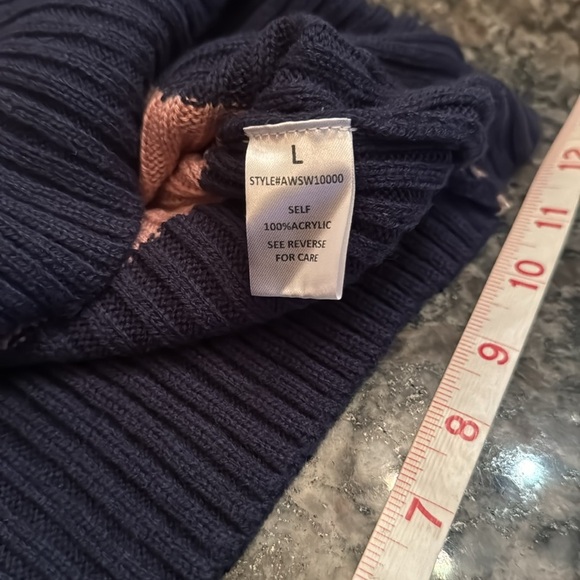 L
STYLE#AWSW10000
SELF
100%ACRYLIC
SEE REVERSE
FOR CARE
12
11
10
9
8
7